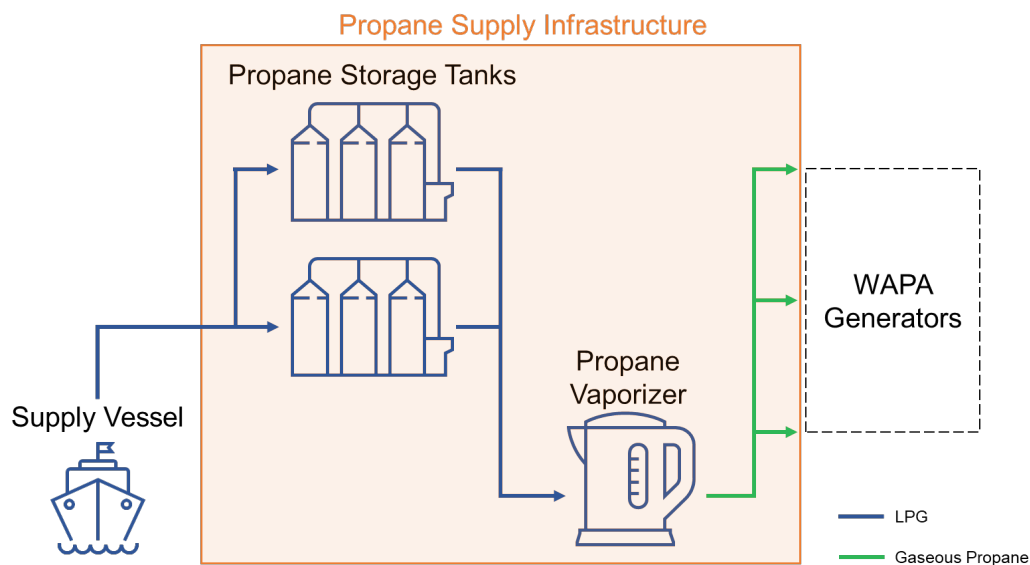 Propane Supply Infrastructure
Propane Storage Tanks
WAPA
Generators
Propane
Vaporizer
Supply Vessel
LPG
Gaseous Propane